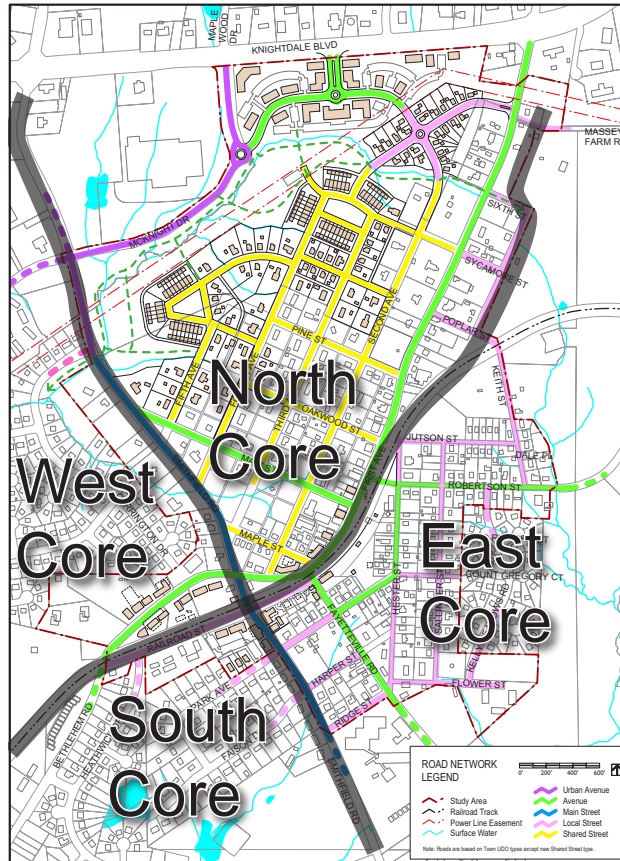 MAPLE
WOOD
DR
KNIGHTDALE BLVD
MASSEY
FARM R
SIXTH ST
MCKNIGHT DR
SYCAMORE ST
SECOND AVE
POPLAR ST
PINE ST
KEITH ST
FIFTH AVE
North
Core
OAKWOOD ST
FIRST AVE
JUTSON ST
DALE PL
West
Core
ROBERTSON ST
East
Core
MAPLE ST
COUNT GREGORY CT
HESTER ST
FAYETTEVILLE RD
RAILROAD ST
HARPER ST
FLOWER ST
PARK AVE
RIDGE ST
South
Core
BETHLEHEM RD
SMITHFIELD RD
ROAD NETWORK
LEGEND
0' 200' 400' 600'
Study Area
Railroad Track
Power Line Easement
Surface Water
Urban Avenue
Avenue
Main Street
Local Street
Shared Street
Note: Roads are based on Town UDO types except new Shared Street type.